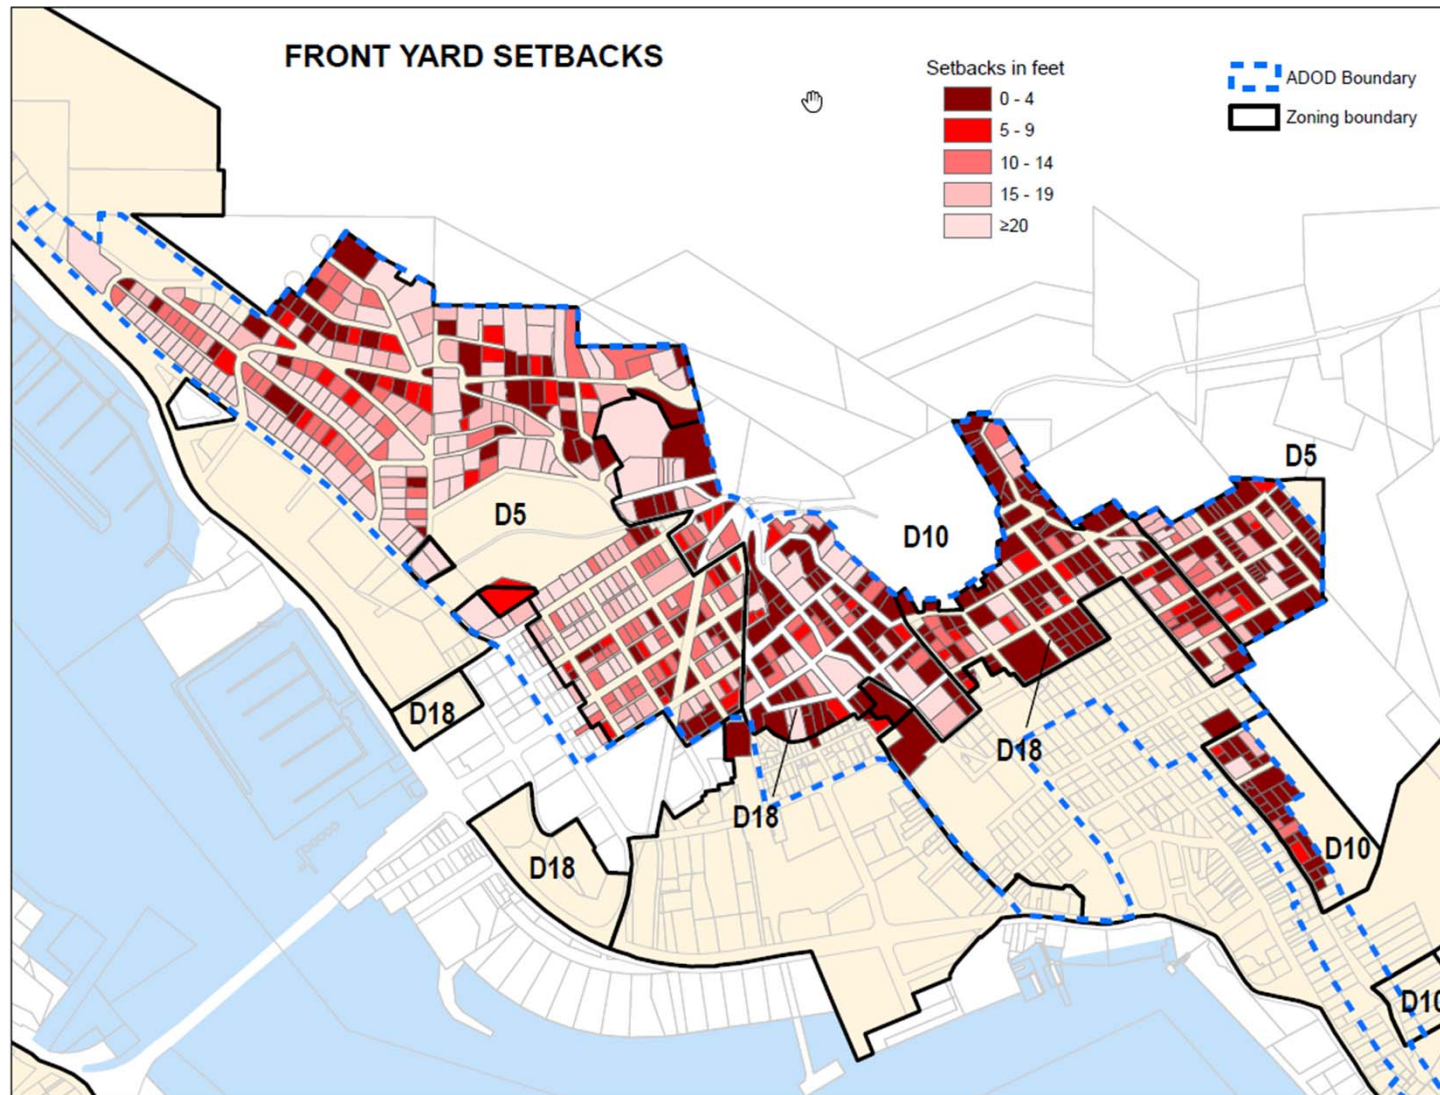 FRONT YARD SETBACKS
Setbacks in feet
0 - 4
5 - 9
10 - 14
15 - 19
≥20
ADOD Boundary
Zoning boundary
D5
D5
D10
D18
D18
D18
D18
D10
D10